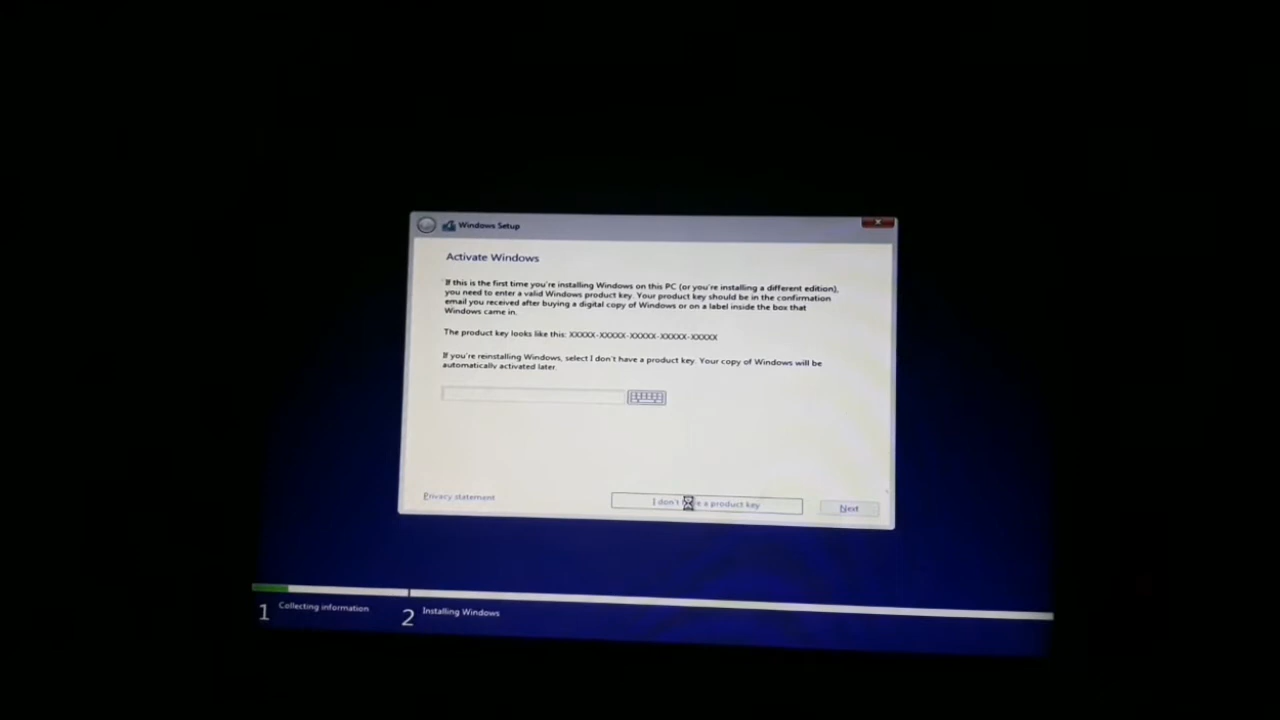 Windows Setup
Activate Windows
If this is the first time you're installing Windows on this PC (or you're installing a different edition),
you need to enter a valid Windows product key. Your product key should be in the confirmation
email you received after buying a digital copy of Windows or on a label inside the box that
Windows came in.
The product key looks like this: XXXXX-XXXXX-XXXXX-XXXXX-XXXXX
If you're reinstalling Windows, select I don't have a product key. Your copy of Windows will be
automatically activated later.
Privacy statement
I don't have a product key
Next
1 Collecting information
2 Installing Windows